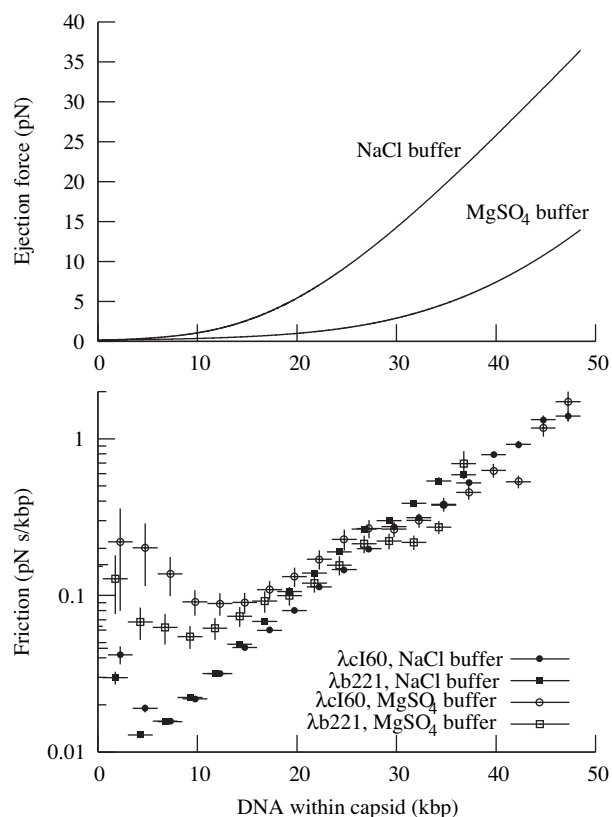 40
35
30
25
20
15
10
5
0
Ejection force (pN)
NaCl buffer
MgSO₄ buffer
0 10 20 30 40 50
1
0.1
0.01
Friction (pN s/kbp)
λcI60, NaCl buffer
λb221, NaCl buffer
λcI60, MgSO₄ buffer
λb221, MgSO₄ buffer
0 10 20 30 40 50
DNA within capsid (kbp)